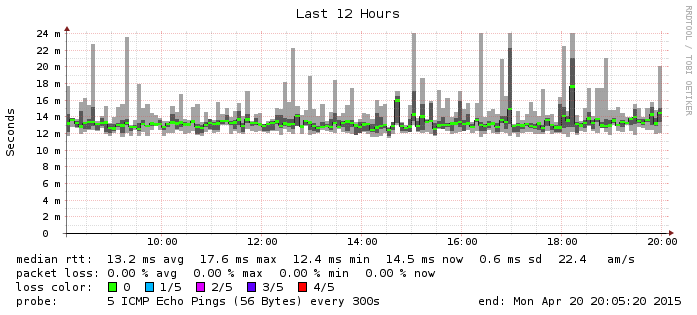 Last 12 Hours
RRDTOOL / TOBI OETIKER
Seconds
24 m
22 m
20 m
18 m
16 m
14 m
12 m
10 m
8 m
6 m
4 m
2 m
0
10:00 12:00 14:00 16:00 18:00 20:00
median rtt: 13.2 ms avg 17.6 ms max 12.4 ms min 14.5 ms now 0.6 ms sd 22.4 am/s
packet loss: 0.00 % avg 0.00 % max 0.00 % min 0.00 % now
loss color: 0 1/5 2/5 3/5 4/5
probe: 5 ICMP Echo Pings (56 Bytes) every 300s end: Mon Apr 20 20:05:20 2015